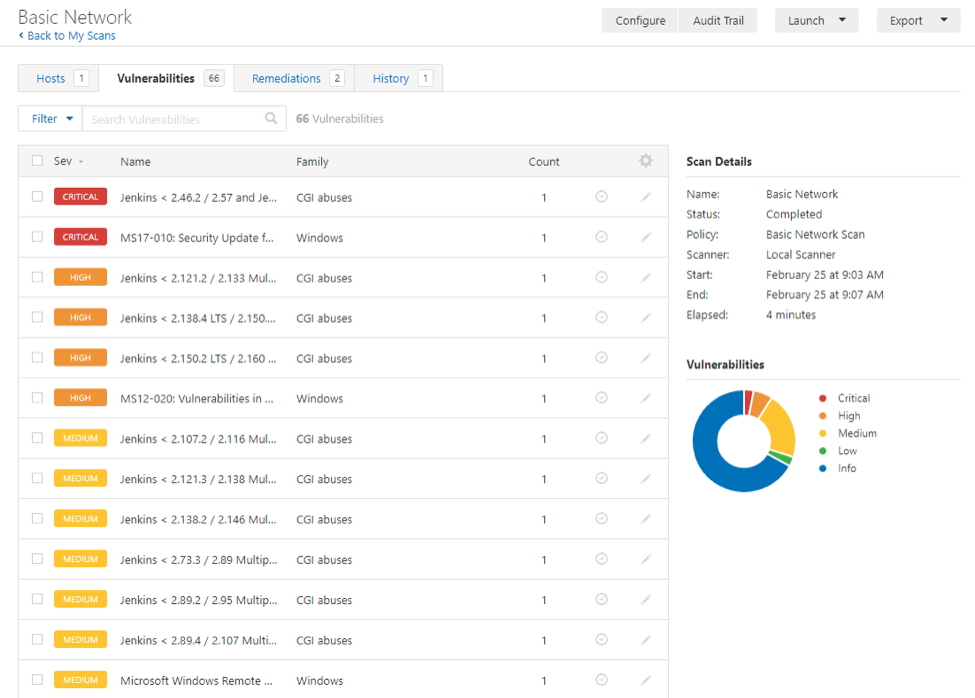 Basic Network
Back to My Scans
Configure Audit Trail Launch Export
Hosts 1 Vulnerabilities 66 Remediations 2 History 1
Filter Search Vulnerabilities 66 Vulnerabilities
Sev Name Family Count
CRITICAL Jenkins < 2.46.2 / 2.57 and Je... CGI abuses 1
CRITICAL MS17-010: Security Update f... Windows 1
HIGH Jenkins < 2.121.2 / 2.133 Mul... CGI abuses 1
HIGH Jenkins < 2.138.4 LTS / 2.150.... CGI abuses 1
HIGH Jenkins < 2.150.2 LTS / 2.160 ... CGI abuses 1
HIGH MS12-020: Vulnerabilities in ... Windows 1
MEDIUM Jenkins < 2.107.2 / 2.116 Mul... CGI abuses 1
MEDIUM Jenkins < 2.121.3 / 2.138 Mul... CGI abuses 1
MEDIUM Jenkins < 2.138.2 / 2.146 Mul... CGI abuses 1
MEDIUM Jenkins < 2.73.3 / 2.89 Multip... CGI abuses 1
MEDIUM Jenkins < 2.89.2 / 2.95 Multip... CGI abuses 1
MEDIUM Jenkins < 2.89.4 / 2.107 Multi... CGI abuses 1
MEDIUM Microsoft Windows Remote ... Windows 1
Scan Details
Name: Basic Network
Status: Completed
Policy: Basic Network Scan
Scanner: Local Scanner
Start: February 25 at 9:03 AM
End: February 25 at 9:07 AM
Elapsed: 4 minutes
Vulnerabilities
Critical
High
Medium
Low
Info